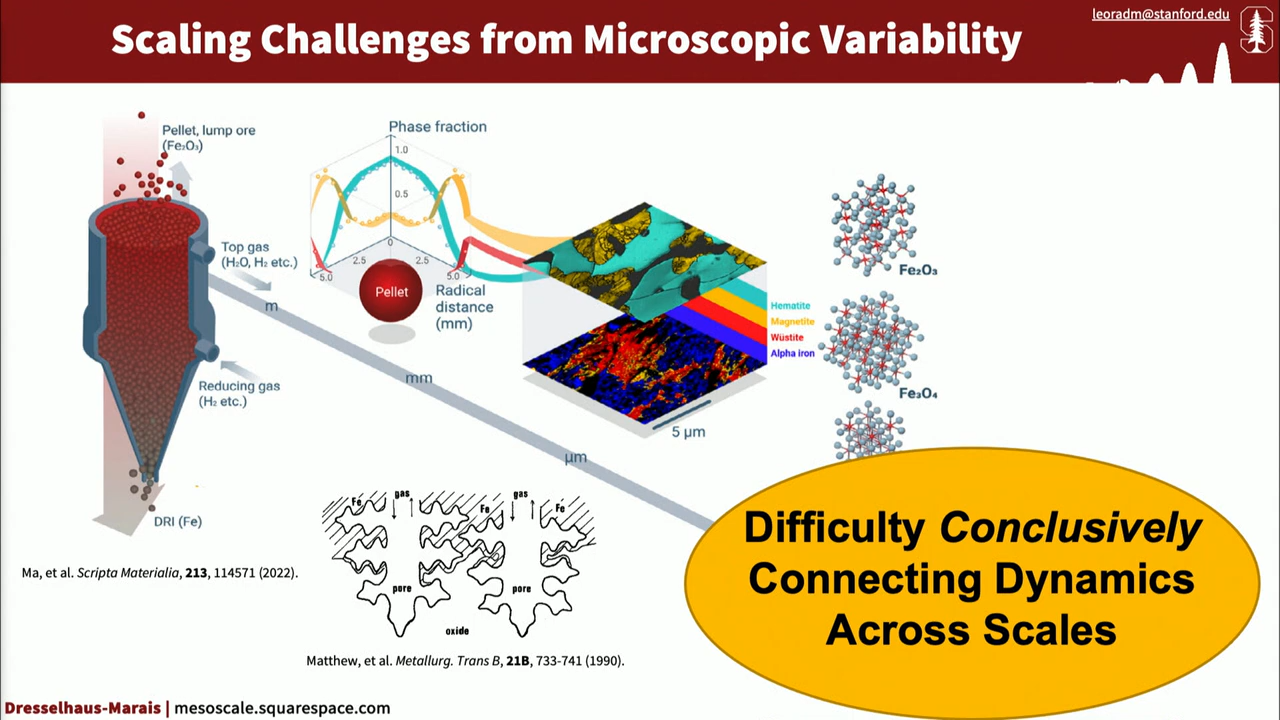 leoradm@stanford.edu
Scaling Challenges from Microscopic Variability
Pellet, lump ore
(Fe₂O₃)
Top gas
(H₂O, H₂ etc.)
Reducing gas
(H₂ etc.)
DRI (Fe)
m
mm
µm
Phase fraction
1.0
0.5
0
2.5
2.5
5.0
5.0
Pellet
Radical
distance
(mm)
Hematite
Magnetite
Wüstite
Alpha iron
5 µm
Fe₂O₃
Fe₃O₄
Fe
gas
Fe
gas
Fe
pore
pore
oxide
Difficulty Conclusively
Connecting Dynamics
Across Scales
Ma, et al. Scripta Materialia, 213, 114571 (2022).
Matthew, et al. Metallurg. Trans B, 21B, 733-741 (1990).
Dresselhaus-Marais | mesoscale.squarespace.com